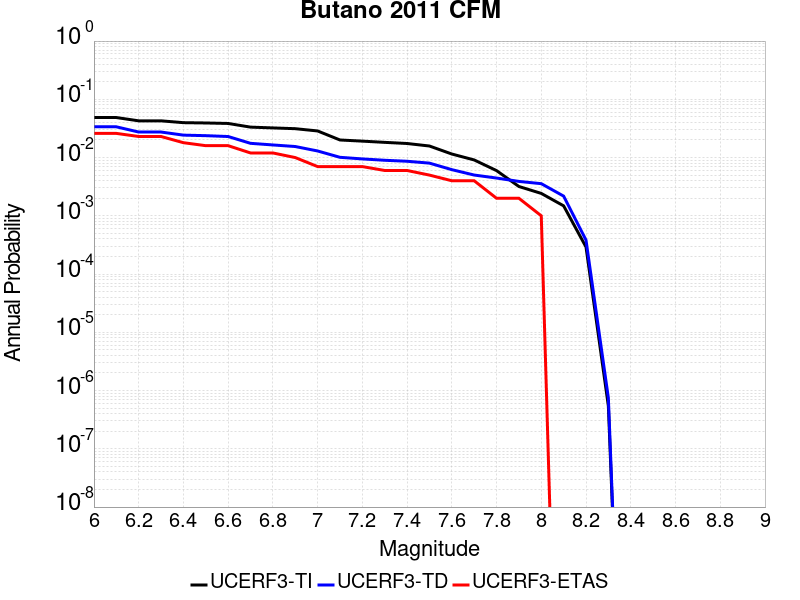 Butano 2011 CFM
10^0
10^-1
10^-2
10^-3
10^-4
10^-5
10^-6
10^-7
10^-8
Annual Probability
6 6.2 6.4 6.6 6.8 7 7.2 7.4 7.6 7.8 8 8.2 8.4 8.6 8.8 9
Magnitude
UCERF3-TI UCERF3-TD UCERF3-ETAS